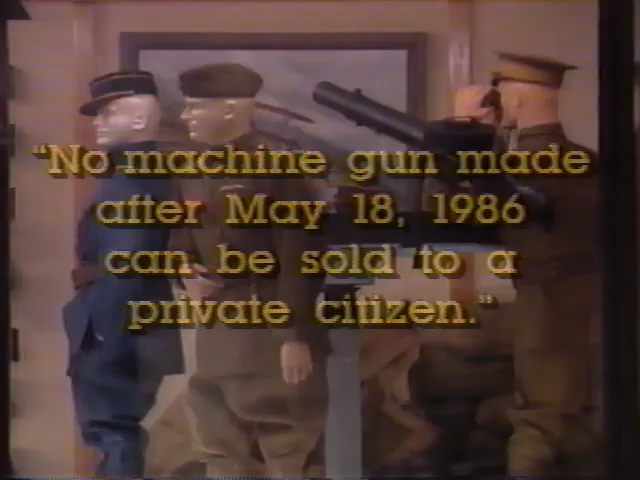 “No machine gun made
after May 18, 1986
can be sold to a
private citizen.”